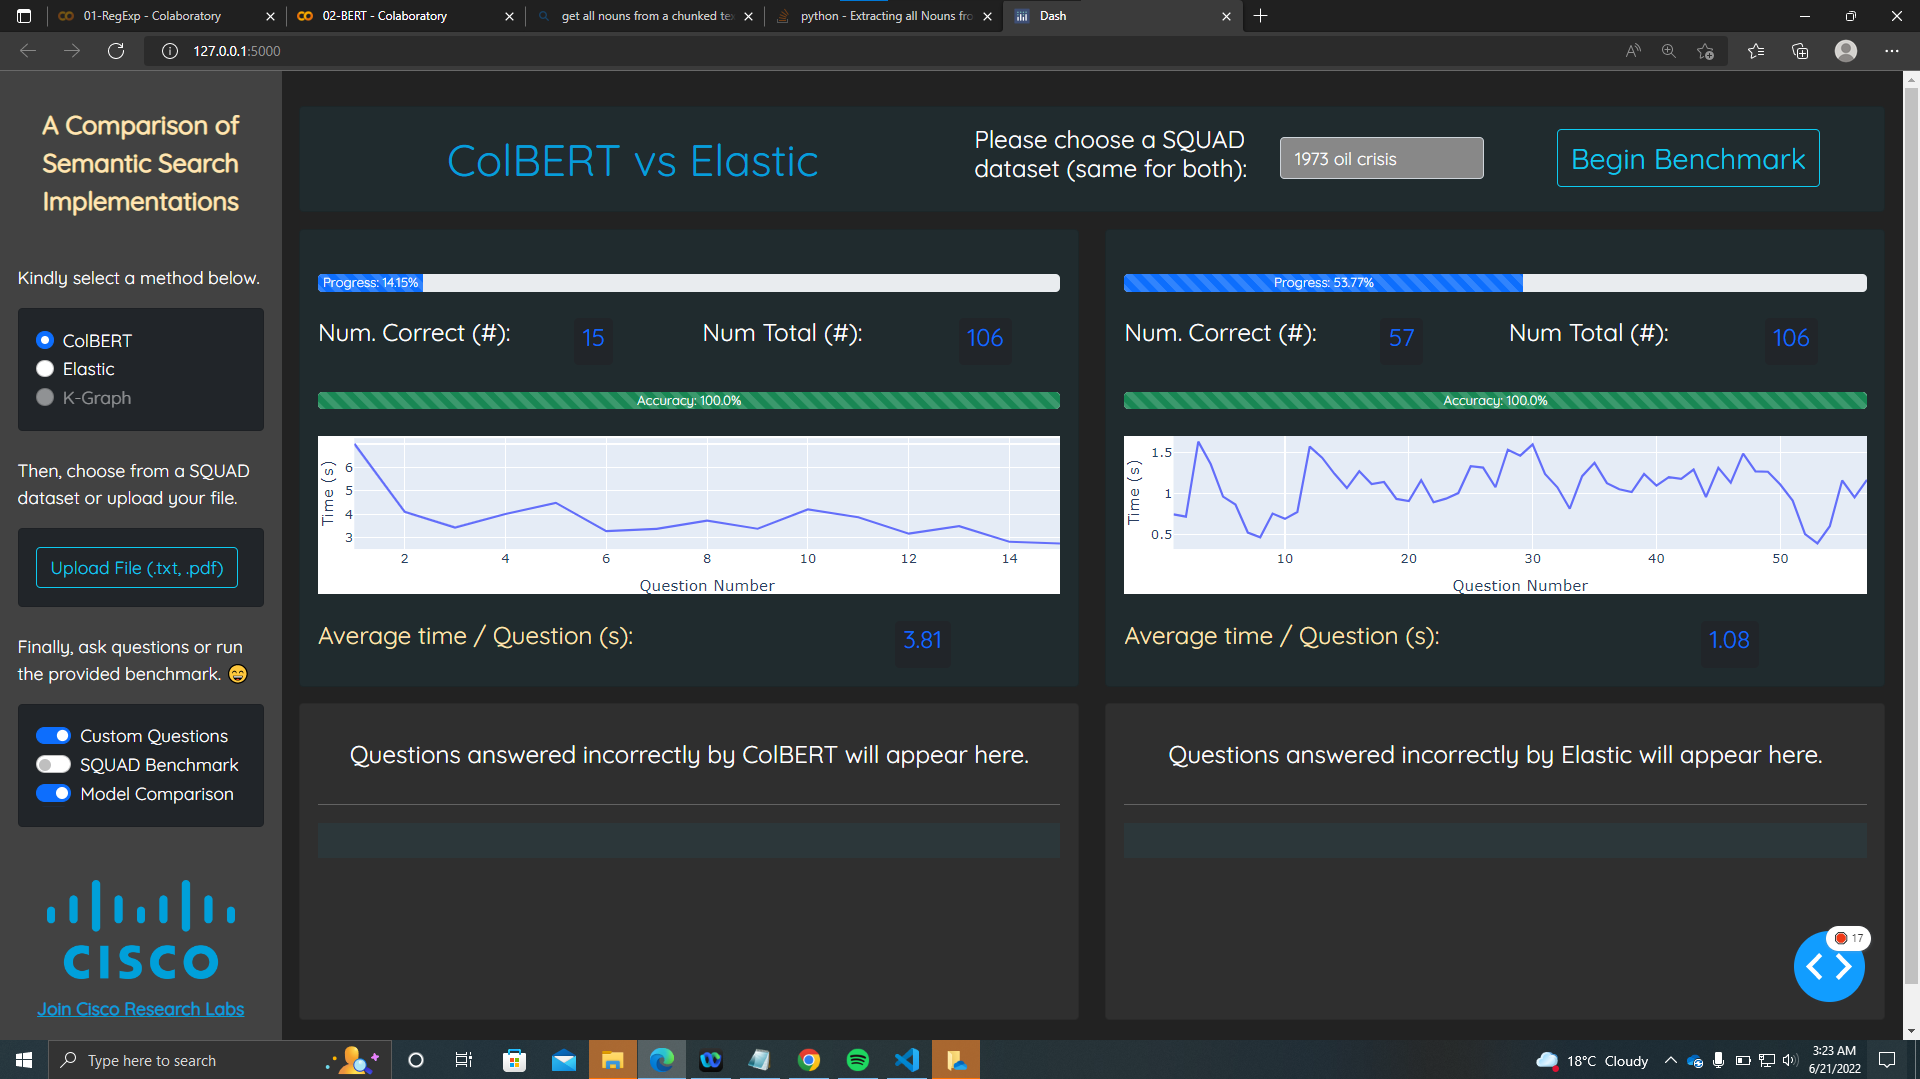 01-RegExp - Colaboratory
02-BERT - Colaboratory
get all nouns from a chunked te
python - Extracting all Nouns fro
Dash
127.0.0.1:5000
A Comparison of
Semantic Search
Implementations
Kindly select a method below.
ColBERT
Elastic
K-Graph
Then, choose from a SQUAD
dataset or upload your file.
Upload File (.txt, .pdf)
Finally, ask questions or run
the provided benchmark. 😄
Custom Questions
SQUAD Benchmark
Model Comparison
CISCO
Join Cisco Research Labs
ColBERT vs Elastic
Please choose a SQUAD
dataset (same for both):
1973 oil crisis
Begin Benchmark
Progress: 14.15%
Num. Correct (#): 15 Num Total (#): 106
Accuracy: 100.0%
Time (s)
6
5
4
3
2 4 6 8 10 12 14
Question Number
Average time / Question (s): 3.81
Questions answered incorrectly by ColBERT will appear here.
Progress: 53.77%
Num. Correct (#): 57 Num Total (#): 106
Accuracy: 100.0%
Time (s)
1.5
1
0.5
10 20 30 40 50
Question Number
Average time / Question (s): 1.08
Questions answered incorrectly by Elastic will appear here.
17
Type here to search
18°C Cloudy
3:23 AM
6/21/2022